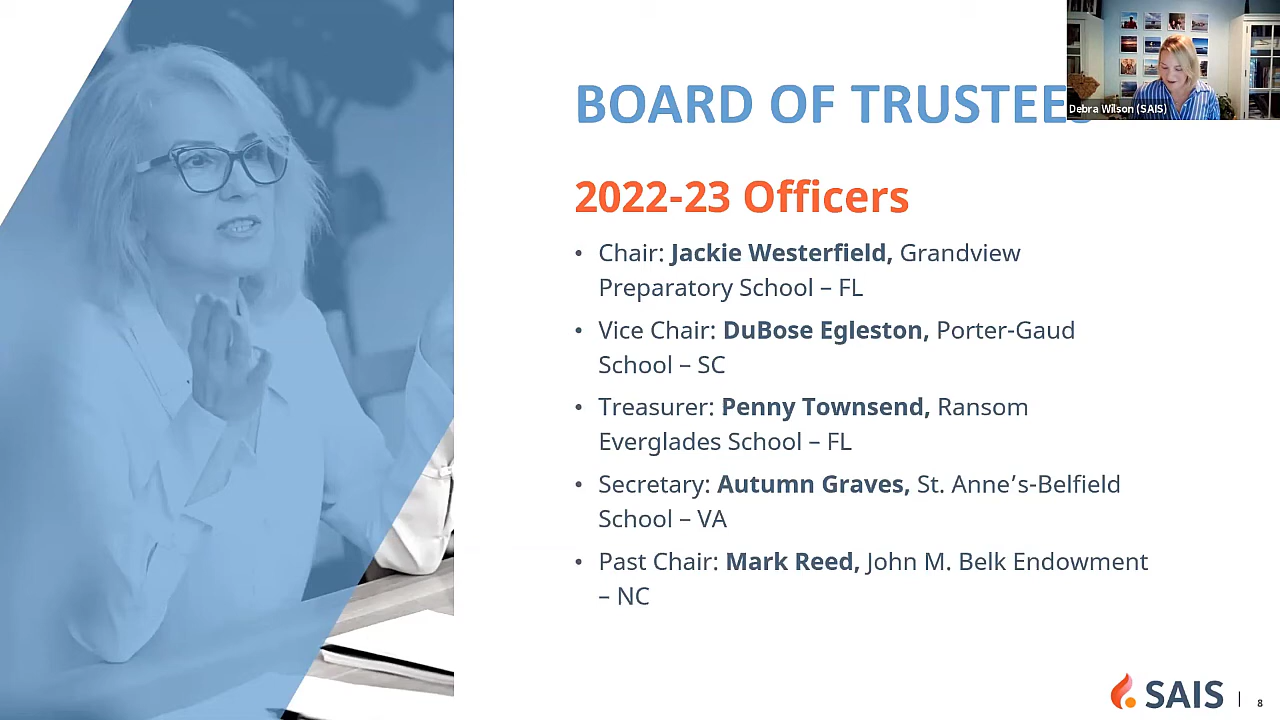 BOARD OF TRUSTEES
Debra Wilson (SAIS)
2022-23 Officers
• Chair: Jackie Westerfield, Grandview
Preparatory School – FL
• Vice Chair: DuBose Egleston, Porter-Gaud
School – SC
• Treasurer: Penny Townsend, Ransom
Everglades School – FL
• Secretary: Autumn Graves, St. Anne’s-Belfield
School – VA
• Past Chair: Mark Reed, John M. Belk Endowment
– NC
SAIS | 8